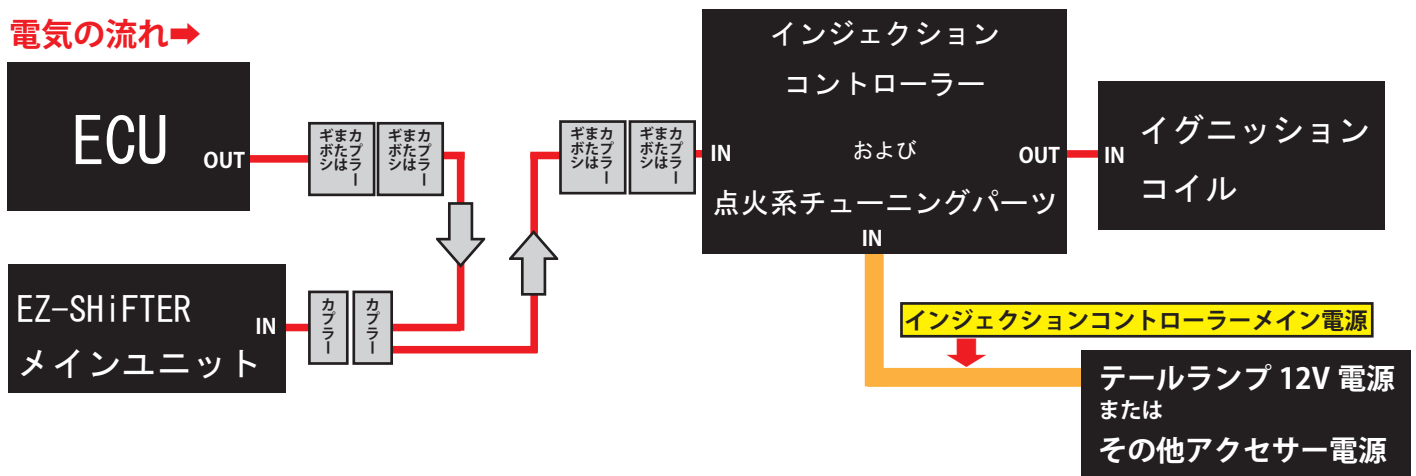 電気の流れ➡
ECU
OUT
カプラー
または
ギボシ
カプラー
または
ギボシ
カプラー
または
ギボシ
カプラー
または
ギボシ
インジェクション
コントローラー
および
点火系チューニングパーツ
IN
OUT
IN
IN
イグニッション
コイル
EZ-SHiFTER
メインユニット
IN
カプラー
カプラー
インジェクションコントローラーメイン電源
テールランプ 12V 電源
または
その他アクセサー電源